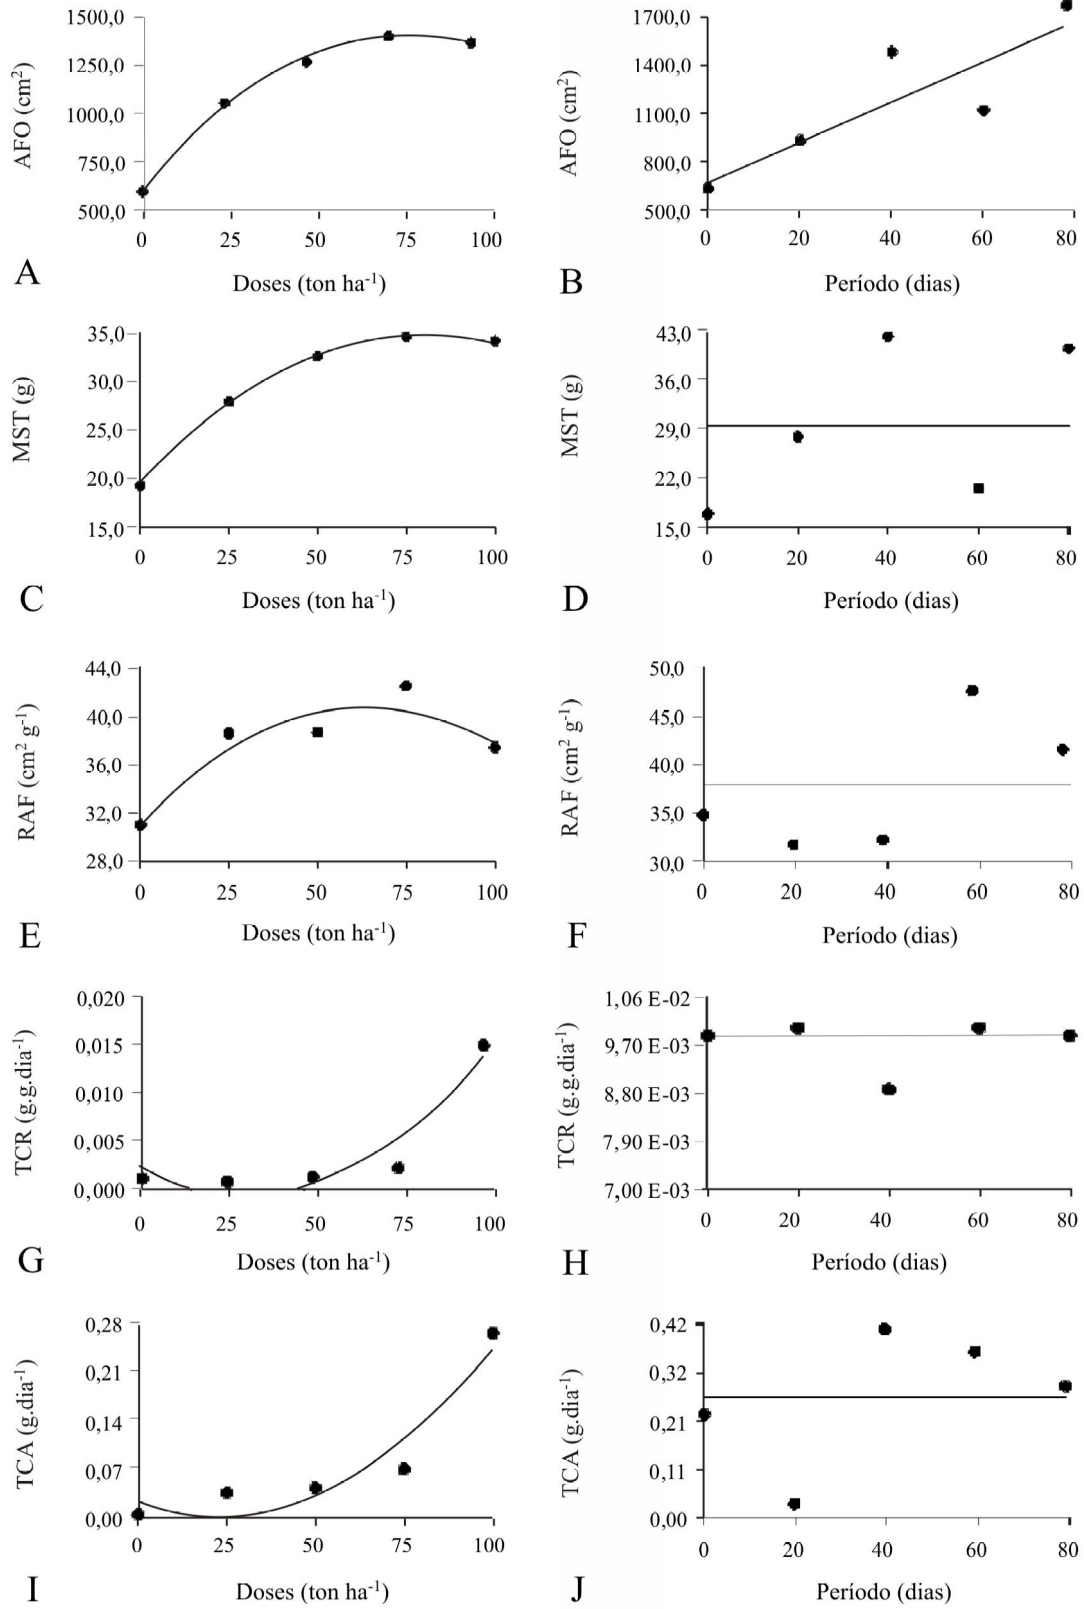 1500,0
1250,0
1000,0
750,0
500,0
AFO (cm²)
0 25 50 75 100
Doses (ton ha⁻¹)
A
1700,0
1400,0
1100,0
800,0
500,0
AFO (cm²)
0 20 40 60 80
Período (dias)
B
35,0
30,0
25,0
20,0
15,0
MST (g)
0 25 50 75 100
Doses (ton ha⁻¹)
C
43,0
36,0
29,0
22,0
15,0
MST (g)
0 20 40 60 80
Período (dias)
D
44,0
40,0
36,0
32,0
28,0
RAF (cm² g⁻¹)
0 25 50 75 100
Doses (ton ha⁻¹)
E
50,0
45,0
40,0
35,0
30,0
RAF (cm² g⁻¹)
0 20 40 60 80
Período (dias)
F
0,020
0,015
0,010
0,005
0,000
TCR (g.g.dia⁻¹)
0 25 50 75 100
Doses (ton ha⁻¹)
G
1,06 E-02
9,70 E-03
8,80 E-03
7,90 E-03
7,00 E-03
TCR (g.g.dia⁻¹)
0 20 40 60 80
Período (dias)
H
0,28
0,21
0,14
0,07
0,00
TCA (g.dia⁻¹)
0 25 50 75 100
Doses (ton ha⁻¹)
I
0,42
0,32
0,21
0,11
0,00
TCA (g.dia⁻¹)
0 20 40 60 80
Período (dias)
J